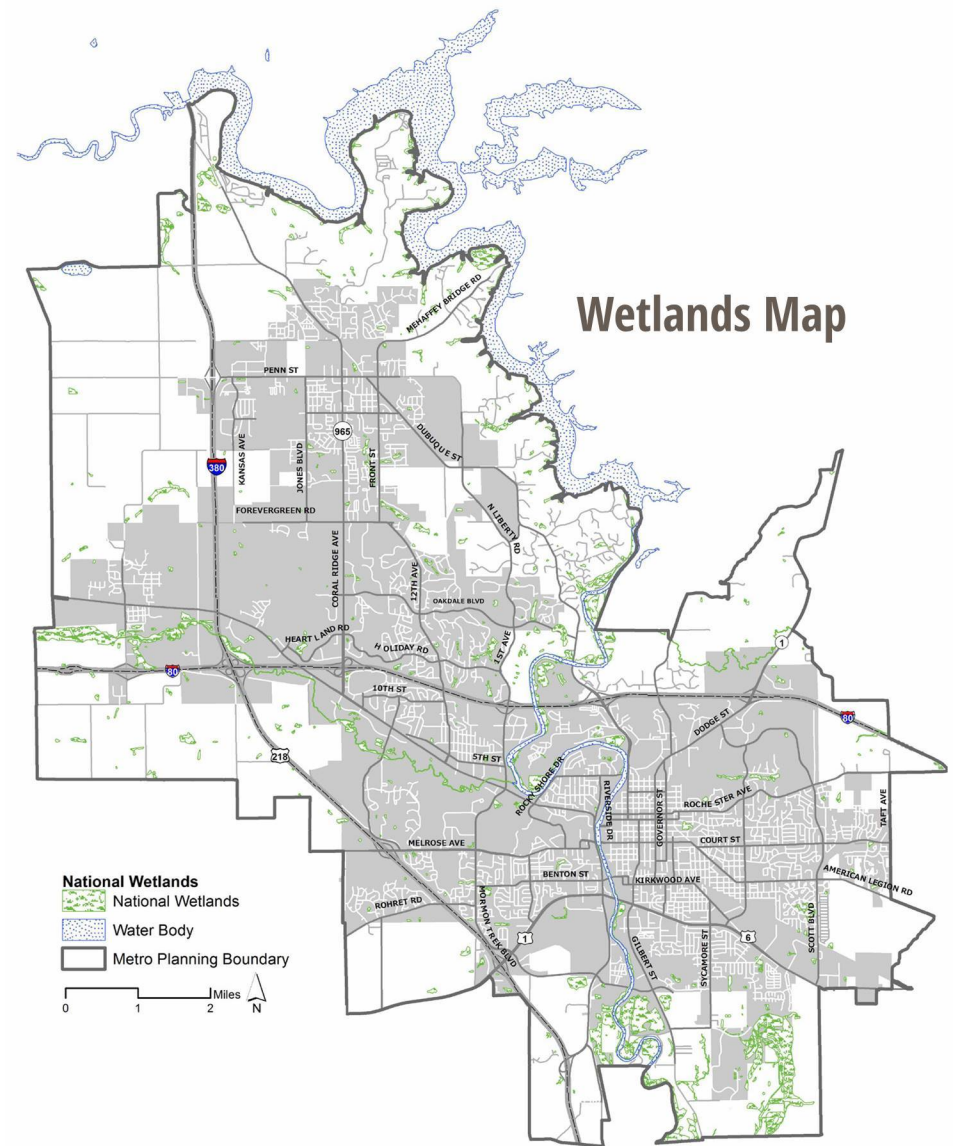 Wetlands Map
MEHAFFEY BRIDGE RD
PENN ST
965
DUBUQUE ST
KANSAS AVE
JONES BLVD
FRONT ST
380
N LIBERTY RD
FOREVERGREEN RD
CORAL RIDGE AVE
12TH AVE
OAKDALE BLVD
HEART LAND RD
H OLIDAY RD
1ST AVE
1
80
10TH ST
DODGE ST
80
218
5TH ST
ROCKY SHORE DR
RIVERSIDE DR
GOVERNOR ST
ROCHE STER AVE
TAFT AVE
MELROSE AVE
COURT ST
BENTON ST
KIRKWOOD AVE
AMERICAN LEGION RD
ROHRET RD
MORMON TREK BLVD
1
GILBERT ST
SYCAMORE ST
6
SCOTT BLVD
National Wetlands
National Wetlands
Water Body
Metro Planning Boundary
Miles
0 1 2 N